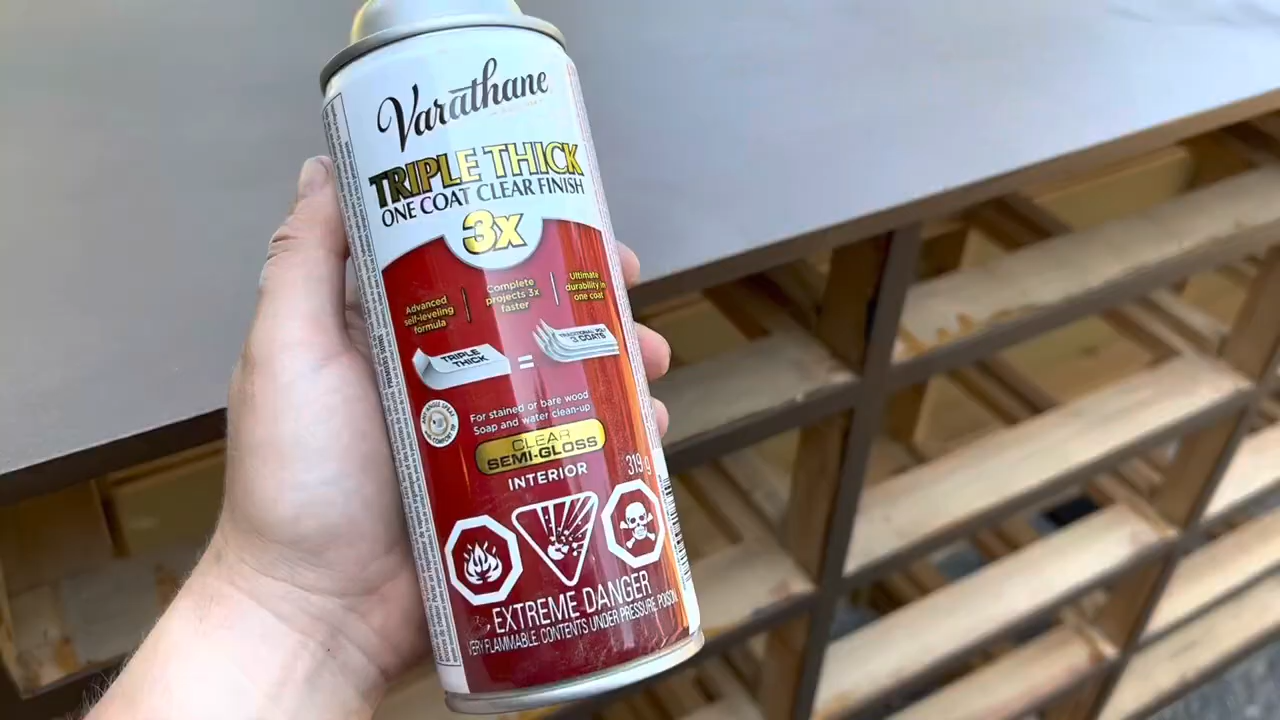 Varathane
TRIPLE THICK
ONE COAT CLEAR FINISH
3x
Advanced
self-leveling
formula
Complete
projects 3x
faster
Ultimate
durability in
one coat
TRIPLE
THICK
=
TRADITIONAL POLY
3 COATS
For stained or bare wood
Soap and water clean-up
CLEAR
SEMI-GLOSS
INTERIOR
319 g
EXTREME DANGER
VERY FLAMMABLE. CONTENTS UNDER PRESSURE. POISON.